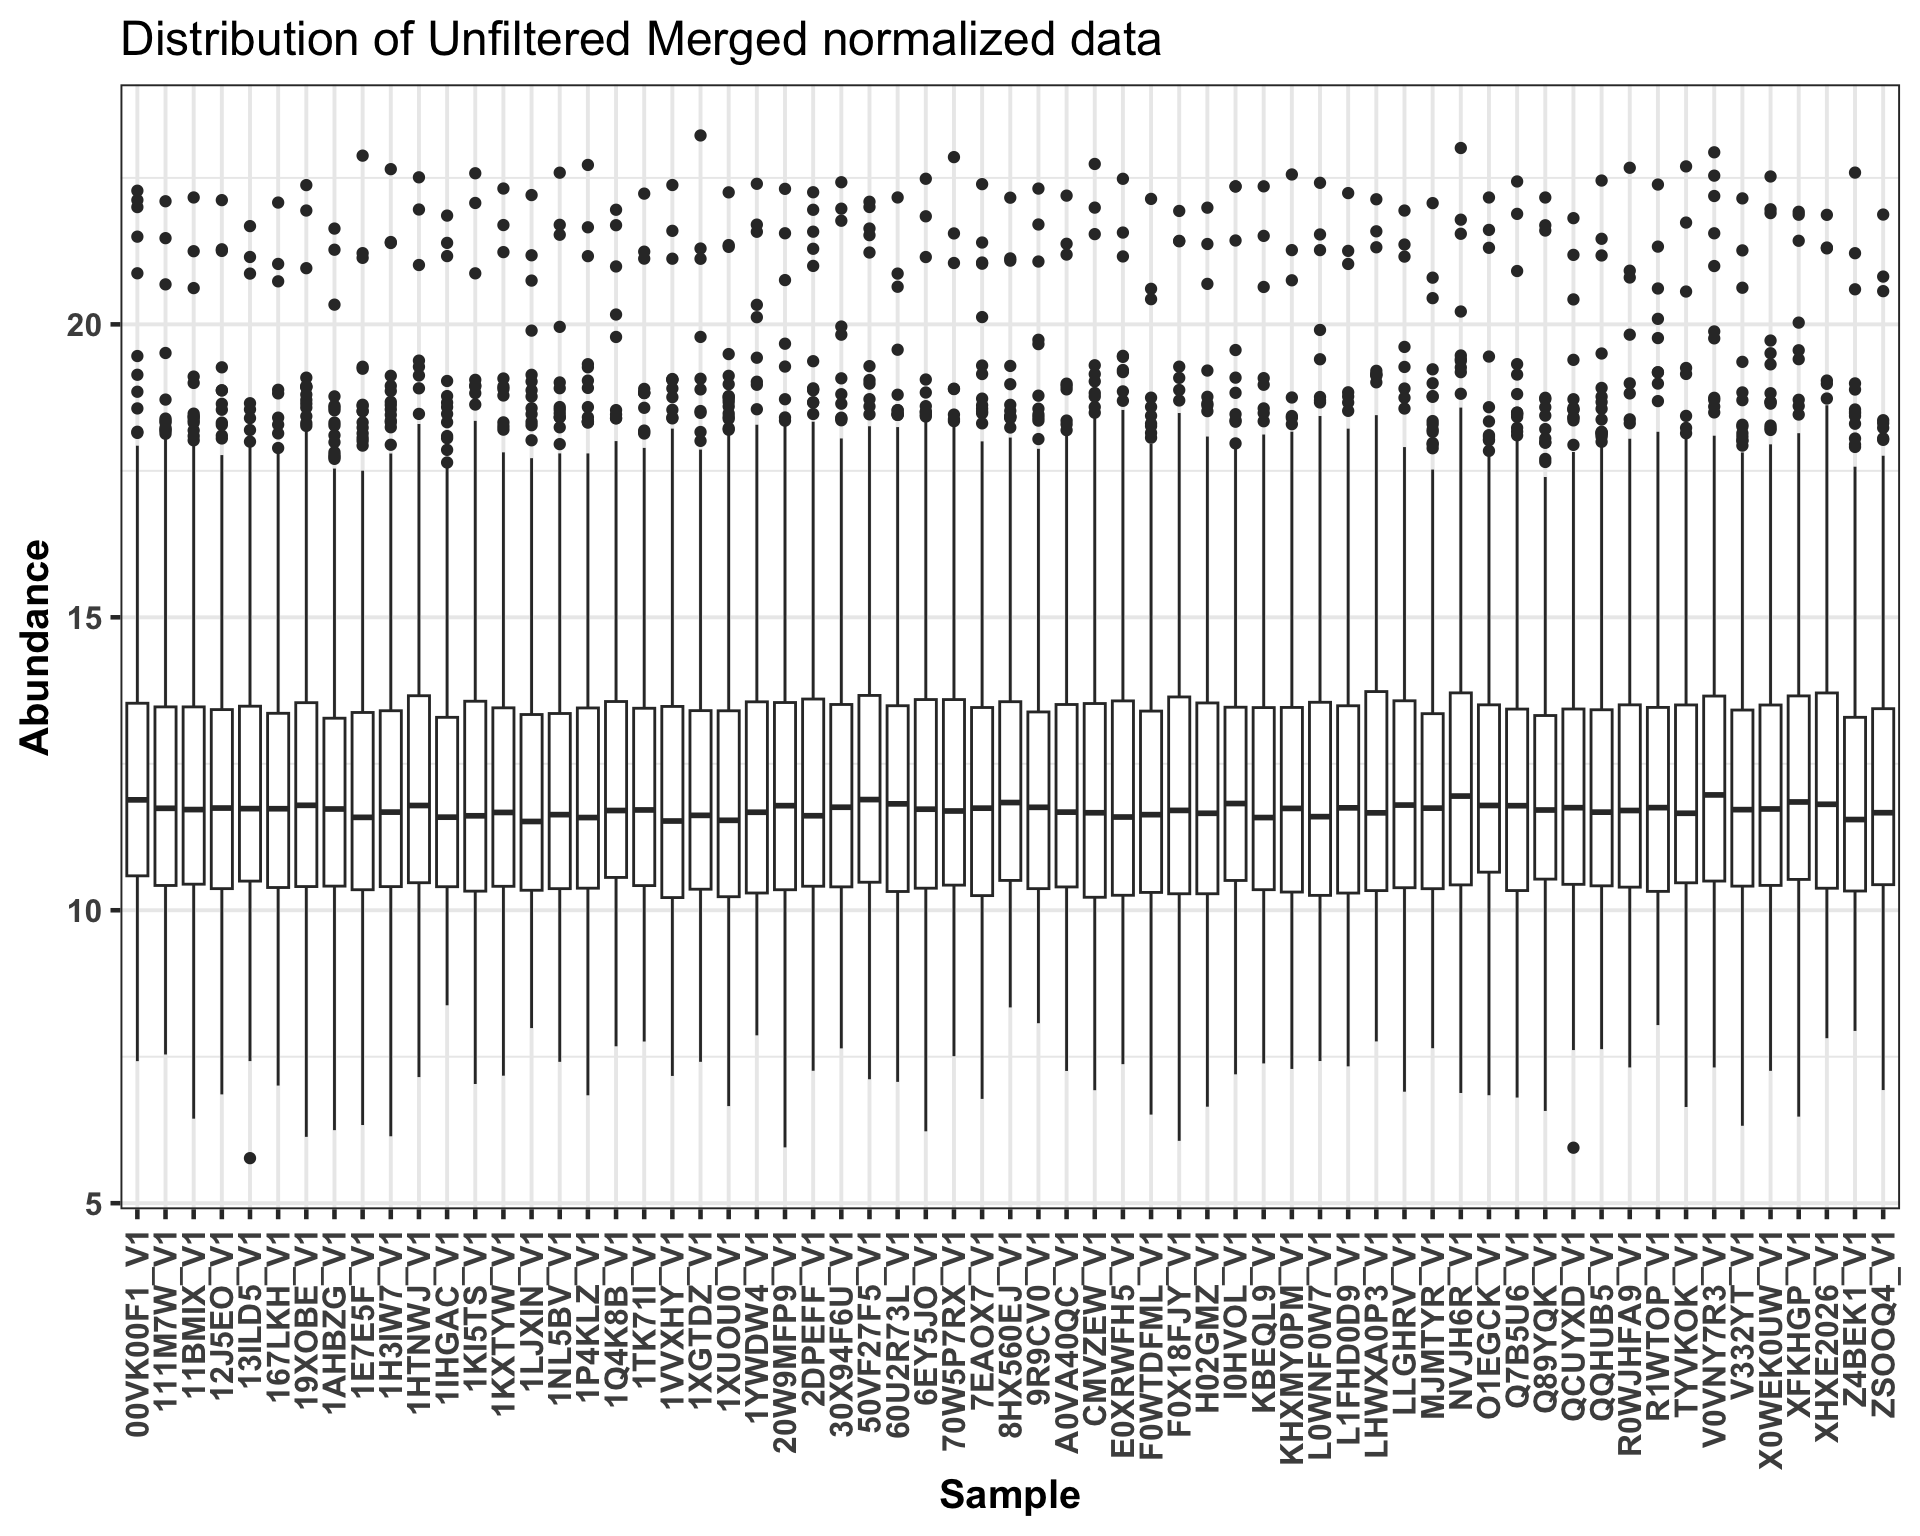 Distribution of Unfiltered Merged normalized data
Abundance
20
15
10
5
00VK00F1_V1
111M7W_V1
11BMIX_V1
12J5EO_V1
13ILD5_V1
167LKH_V1
19XOBE_V1
1AHBZG_V1
1E7E5F_V1
1H3IW7_V1
1HTNWJ_V1
1IHGAC_V1
1KI5TS_V1
1KXTYW_V1
1LJXIN_V1
1NL5BV_V1
1P4KLZ_V1
1Q4K8B_V1
1TK71I_V1
1VVXHY_V1
1XGTDZ_V1
1XUOU0_V1
1YWDW4_V1
20W9MFP9_V1
2DPEFF_V1
30X94F6U_V1
50VF27F5_V1
60U2R73L_V1
6EY5JO_V1
70W5P7RX_V1
7EAOX7_V1
8HX560EJ_V1
9R9CV0_V1
A0VA40QC_V1
CMVZEW_V1
E0XRWFH5_V1
F0WTDFML_V1
F0X18FJY_V1
H02GMZ_V1
I0HVOL_V1
KBEQL9_V1
KHXMY0PM_V1
L0WNF0W7_V1
L1FHD0D9_V1
LHWXA0P3_V1
LLGHRV_V1
MJMTYR_V1
NVJH6R_V1
O1EGCK_V1
Q7B5U6_V1
Q89YQK_V1
QCUYXD_V1
QQHUB5_V1
R0WJHFA9_V1
R1WTOP_V1
TYVKOK_V1
V0VNY7R3_V1
V332YT_V1
X0WEK0UW_V1
XFKHGP_V1
XHXE2026_V1
Z4BEK1_V1
ZSOOQ4_V1
Sample